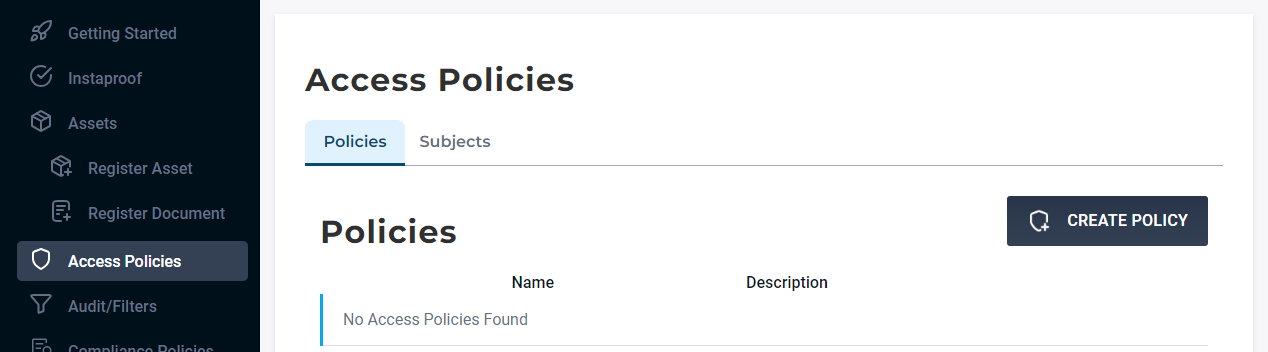 Getting Started
Instaproof
Assets
Register Asset
Register Document
Access Policies
Audit/Filters
Compliance Policies
Access Policies
Policies Subjects
Policies
CREATE POLICY
Name Description
No Access Policies Found